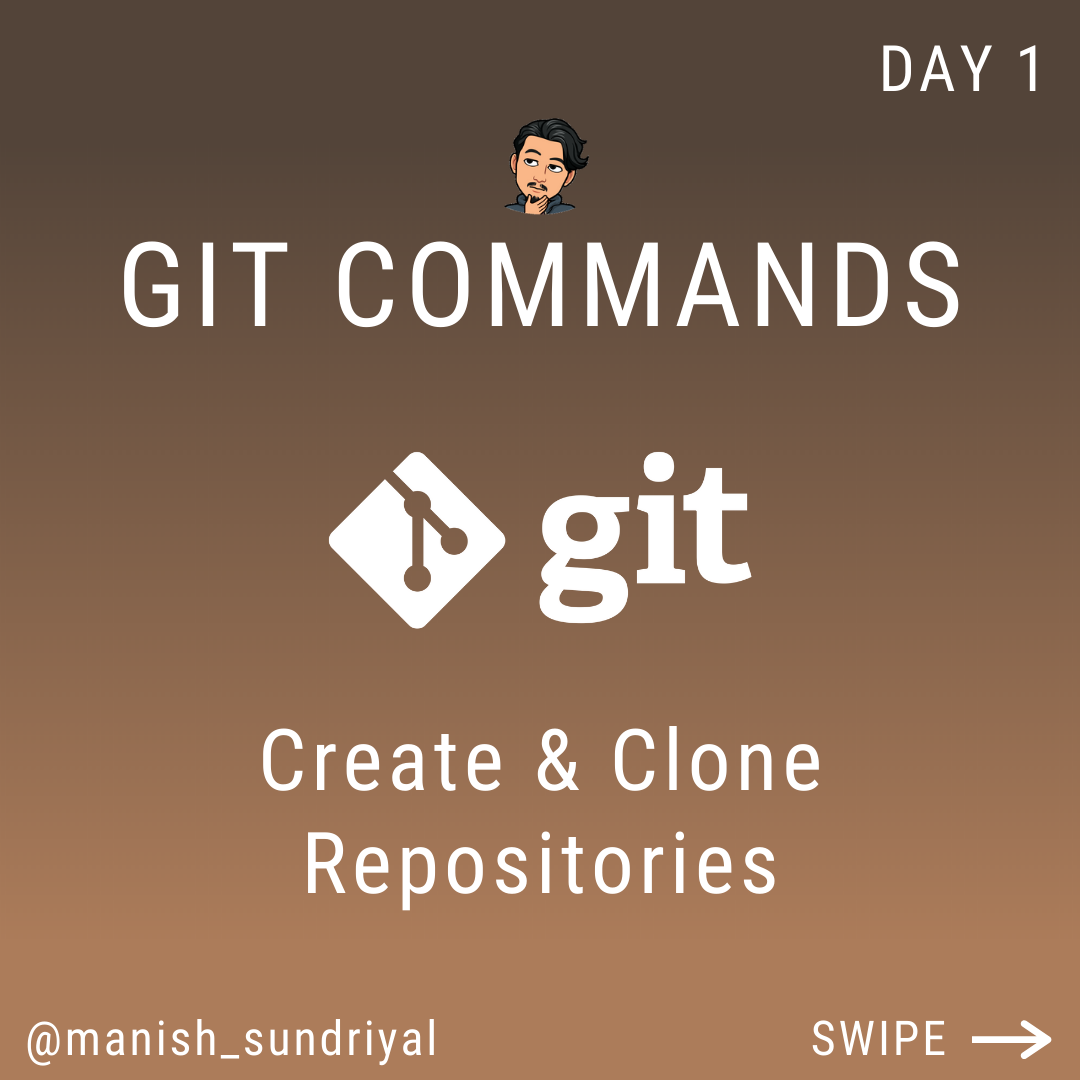 DAY 1
GIT COMMANDS
git
Create & Clone
Repositories
@manish_sundriyal
SWIPE